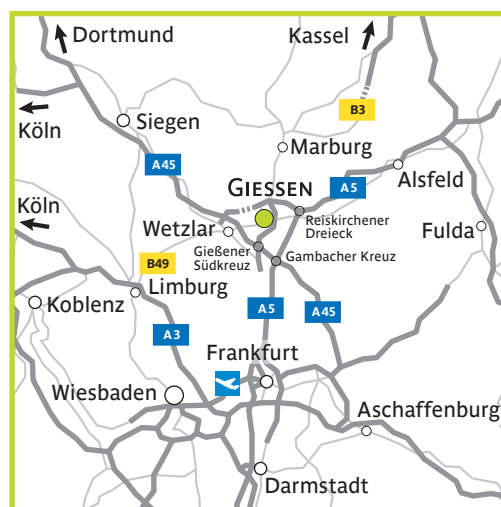 Dortmund
Kassel
Köln
B3
Siegen
Marburg
A45
GIESSEN
A5
Alsfeld
Köln
Reiskirchener
Dreieck
Wetzlar
Fulda
Gießener
Südkreuz
Gambacher Kreuz
B49
Limburg
Koblenz
A5
A45
A3
Frankfurt
Wiesbaden
Aschaffenburg
Darmstadt